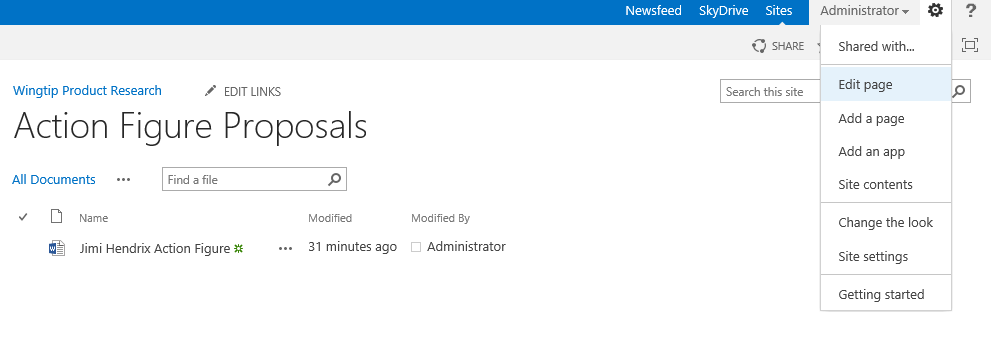 Newsfeed SkyDrive Sites Administrator ?
SHARE
Shared with...
Edit page
Add a page
Add an app
Site contents
Change the look
Site settings
Getting started
Wingtip Product Research EDIT LINKS
Search this site
Action Figure Proposals
All Documents ••• Find a file
Name Modified Modified By
Jimi Hendrix Action Figure ••• 31 minutes ago Administrator